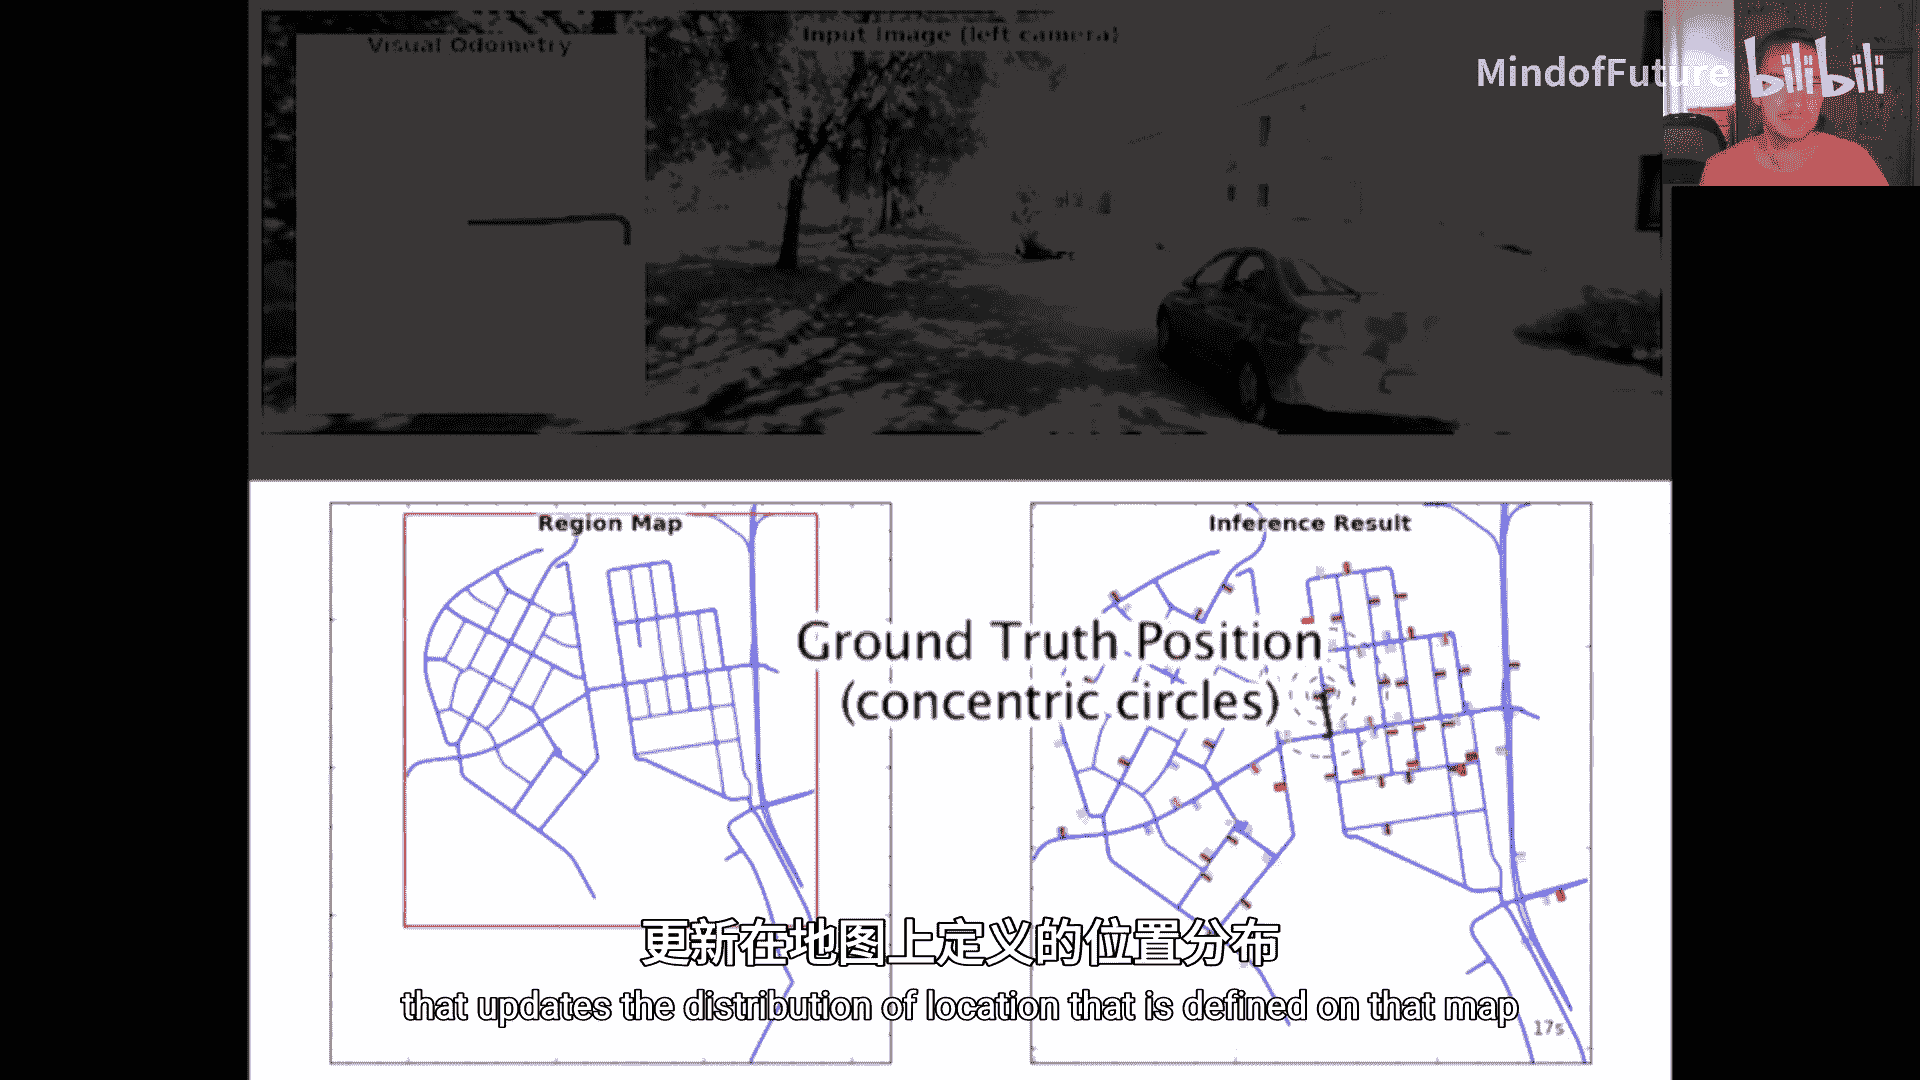 Visual Odometry
Input Image (left camera)
MindofFuture
bilibili
Region Map
Inference Result
Ground Truth Position
(concentric circles)
更新在地图上定义的位置分布
that updates the distribution of location that is defined on that map
17s